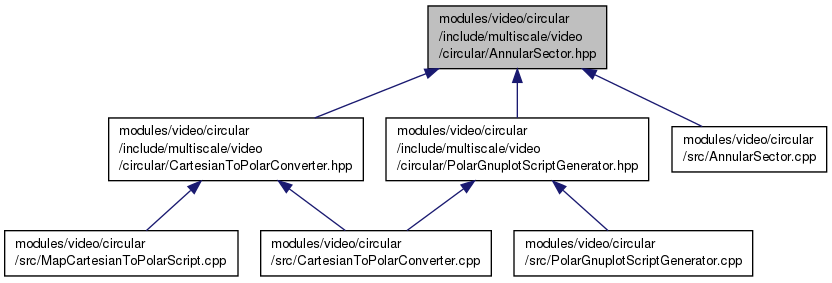 modules/video/circular
/include/multiscale/video
/circular/AnnularSector.hpp
modules/video/circular
/include/multiscale/video
/circular/CartesianToPolarConverter.hpp
modules/video/circular
/include/multiscale/video
/circular/PolarGnuplotScriptGenerator.hpp
modules/video/circular
/src/AnnularSector.cpp
modules/video/circular
/src/MapCartesianToPolarScript.cpp
modules/video/circular
/src/CartesianToPolarConverter.cpp
modules/video/circular
/src/PolarGnuplotScriptGenerator.cpp